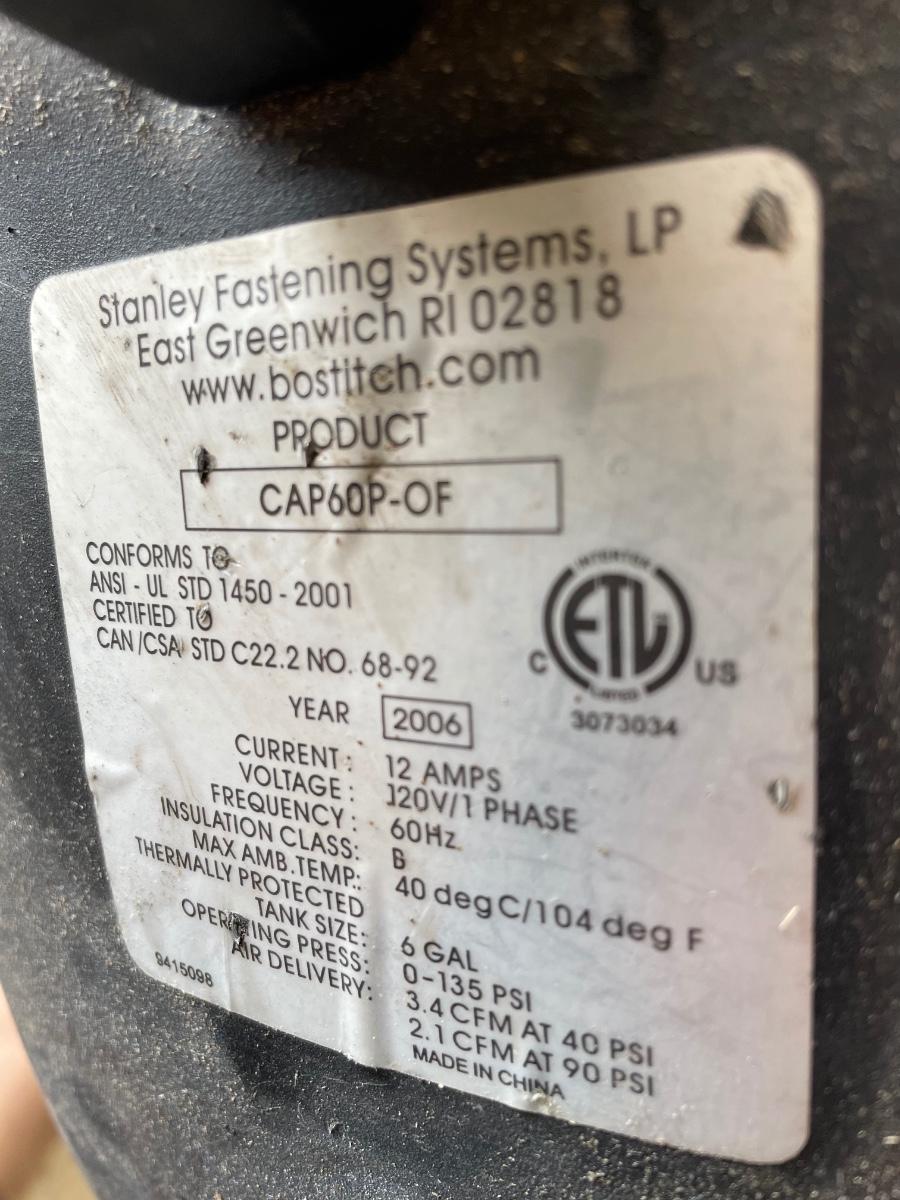 Stanley Fastening Systems, LP
East Greenwich RI 02818
www.bostitch.com
PRODUCT
CAP60P-OF
CONFORMS TO
ANSI - UL STD 1450 - 2001
CERTIFIED TO
CAN/CSA STD C22.2 NO. 68-92
INTERTEK
ETL
C US
LISTED
3073034
YEAR 2006
CURRENT: 12 AMPS
VOLTAGE: 120V/1 PHASE
FREQUENCY: 60Hz
INSULATION CLASS: B
MAX AMB.TEMP.: 40 degC/104 deg F
THERMALLY PROTECTED
TANK SIZE: 6 GAL
OPERATING PRESS: 0-135 PSI
AIR DELIVERY: 3.4 CFM AT 40 PSI
2.1 CFM AT 90 PSI
9415098
MADE IN CHINA